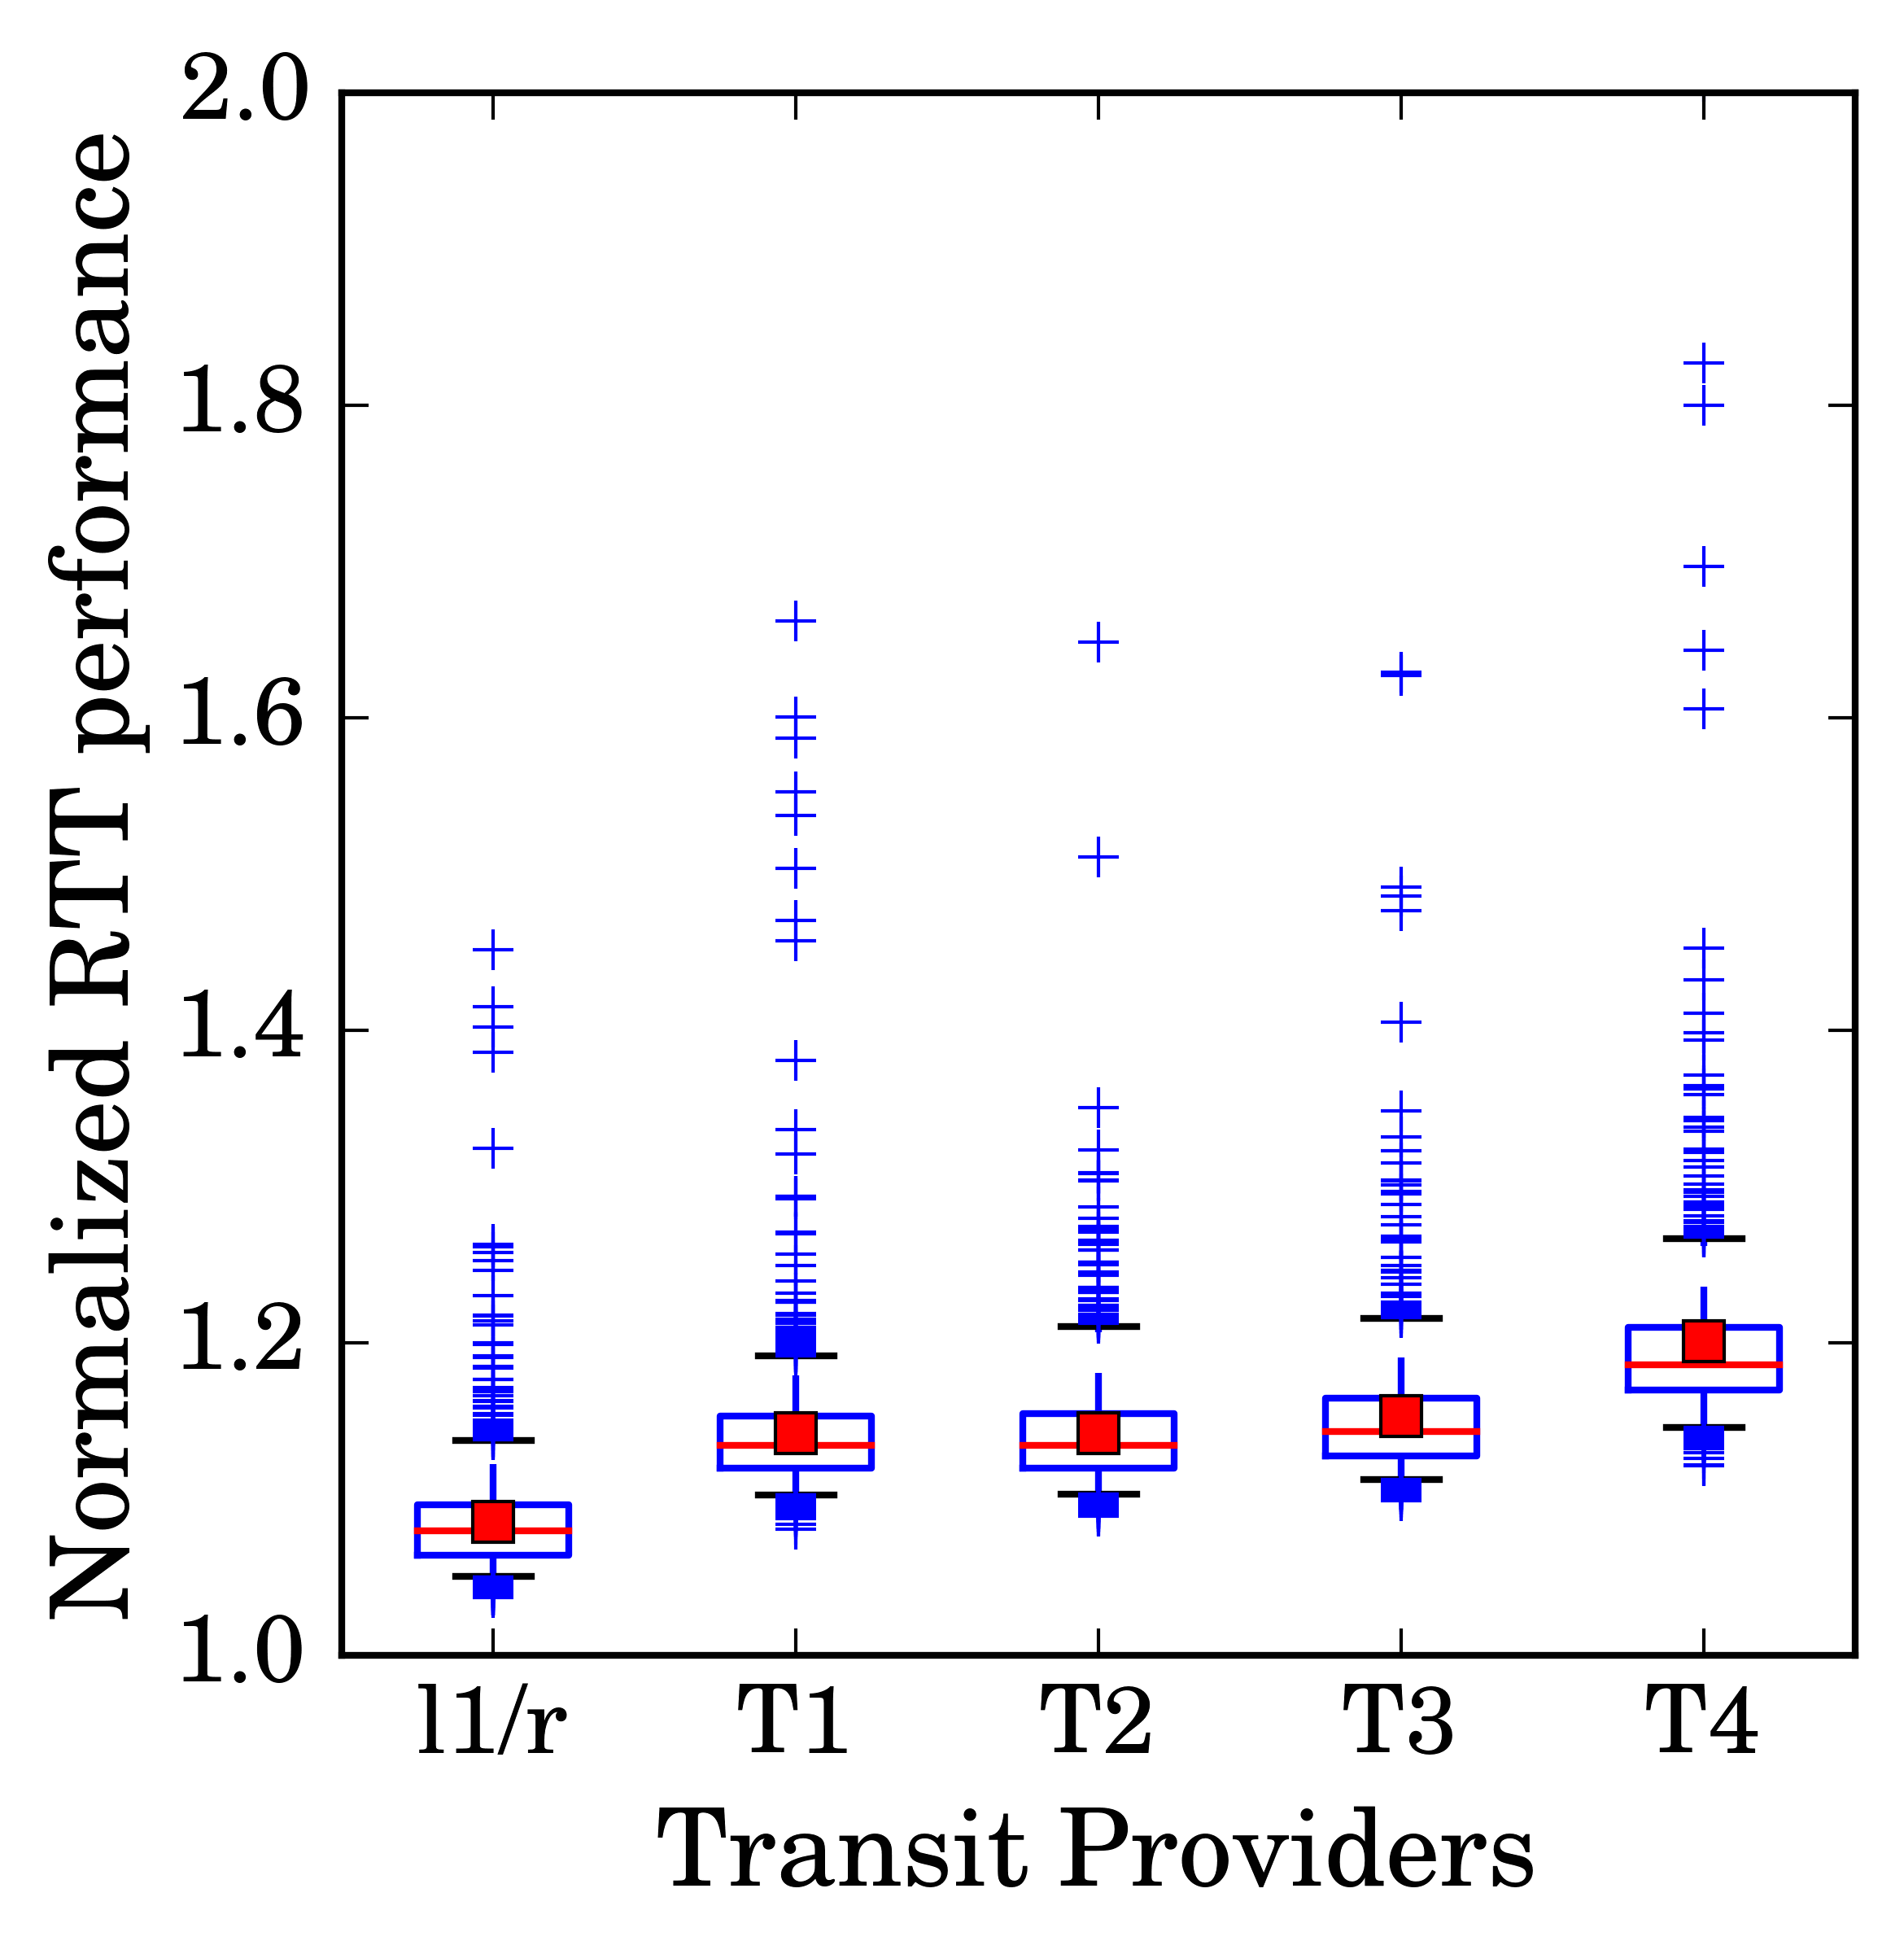 Normalized RTT performance
2.0
1.8
1.6
1.4
1.2
1.0
l1/r T1 T2 T3 T4
Transit Providers